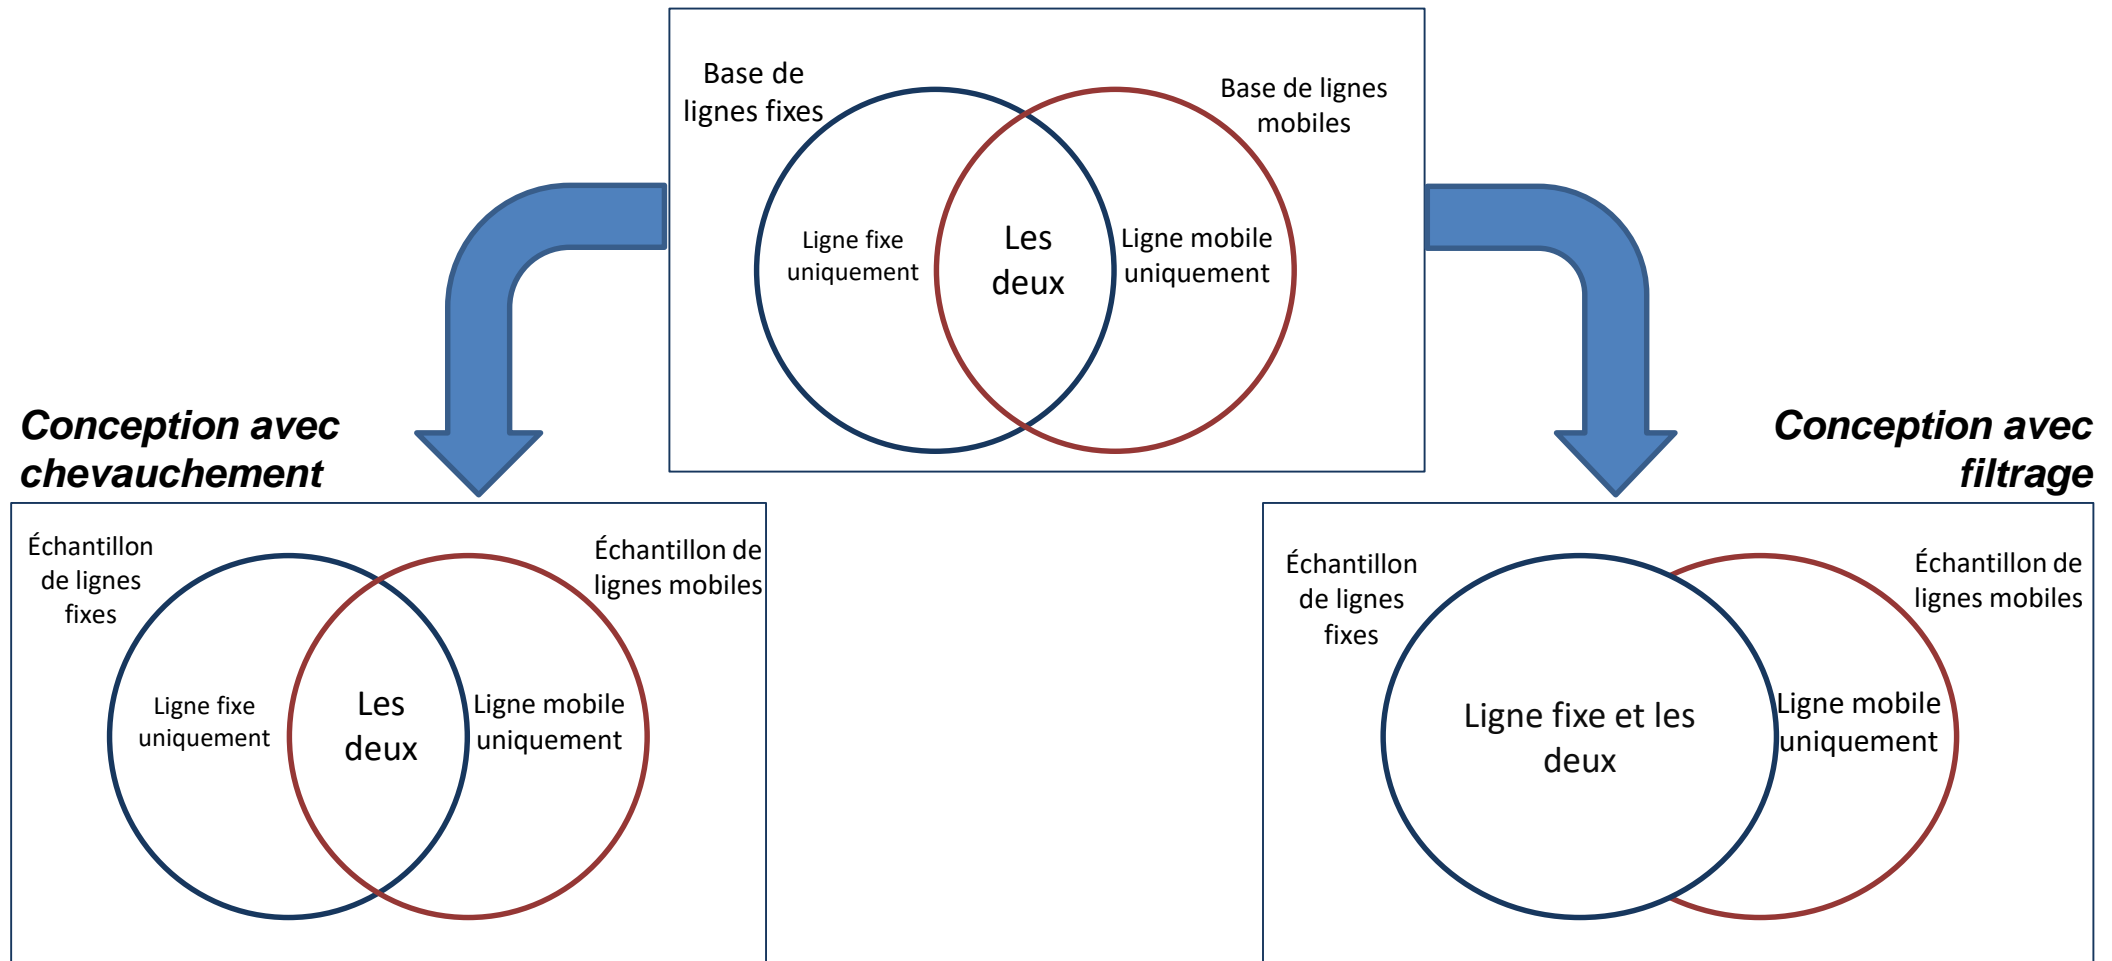 Base de
lignes fixes
Base de lignes
mobiles
Ligne fixe
uniquement
Les
deux
Ligne mobile
uniquement
Conception avec
chevauchement
Conception avec
filtrage
Échantillon
de lignes
fixes
Échantillon de
lignes mobiles
Ligne fixe
uniquement
Les
deux
Ligne mobile
uniquement
Échantillon
de lignes
fixes
Échantillon de
lignes mobiles
Ligne fixe et les
deux
Ligne mobile
uniquement